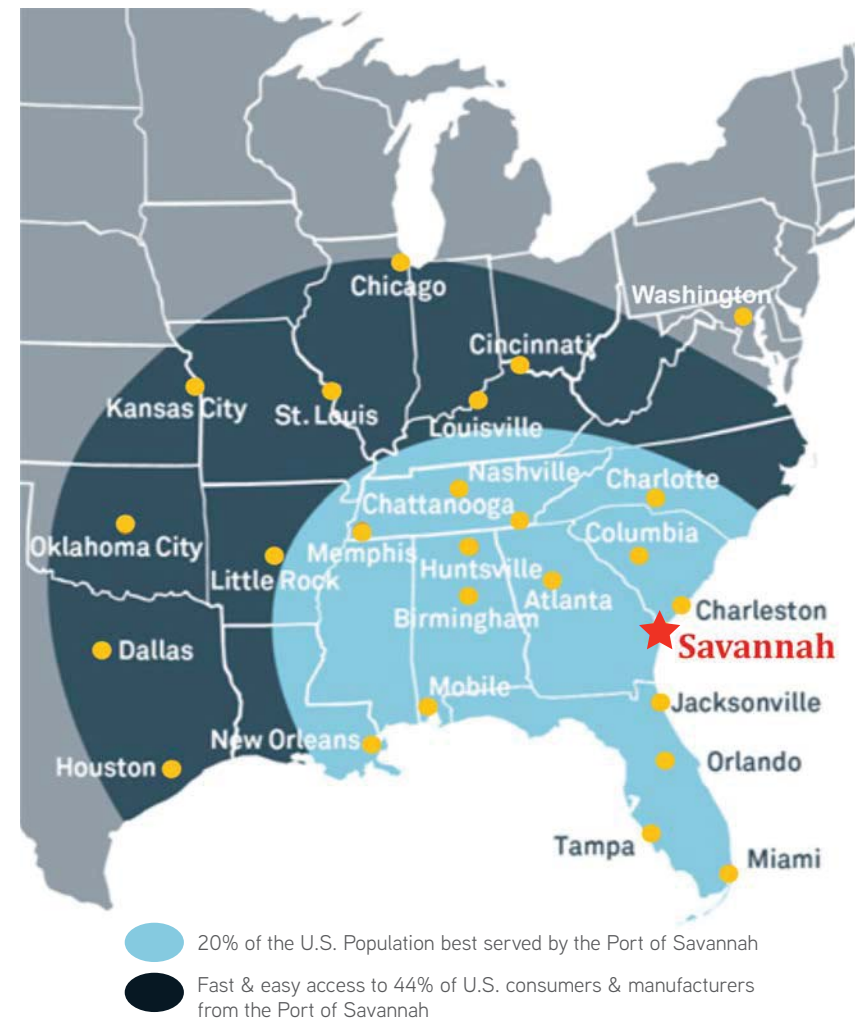 Chicago
Washington
Cincinnati
Kansas City
St. Louis
Louisville
Nashville
Charlotte
Chattanooga
Oklahoma City
Memphis
Columbia
Little Rock
Huntsville
Atlanta
Birmingham
Charleston
Dallas
Savannah
Mobile
Jacksonville
New Orleans
Houston
Orlando
Tampa
Miami
20% of the U.S. Population best served by the Port of Savannah
Fast & easy access to 44% of U.S. consumers & manufacturers
from the Port of Savannah